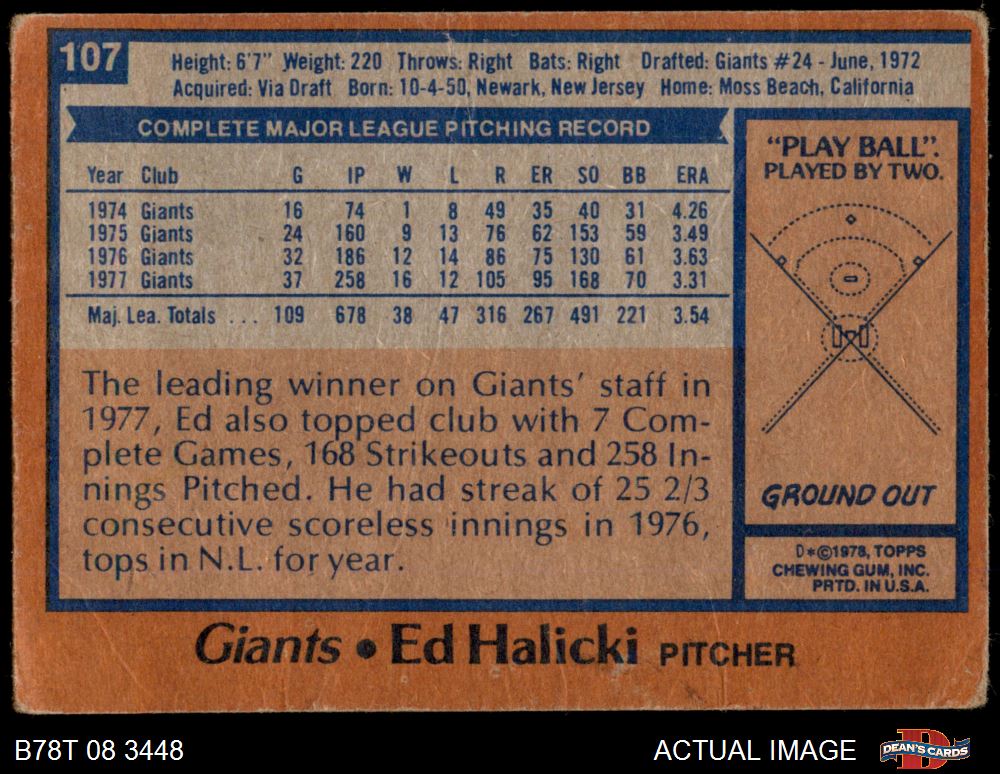 107
Height: 6'7" Weight: 220 Throws: Right Bats: Right Drafted: Giants #24 - June, 1972
Acquired: Via Draft Born: 10-4-50, Newark, New Jersey Home: Moss Beach, California
COMPLETE MAJOR LEAGUE PITCHING RECORD
Year Club G IP W L R ER SO BB ERA
1974 Giants 16 74 1 8 49 35 40 31 4.26
1975 Giants 24 160 9 13 76 62 153 59 3.49
1976 Giants 32 186 12 14 86 75 130 61 3.63
1977 Giants 37 258 16 12 105 95 168 70 3.31
Maj. Lea. Totals ... 109 678 38 47 316 267 491 221 3.54
The leading winner on Giants' staff in
1977, Ed also topped club with 7 Com-
plete Games, 168 Strikeouts and 258 In-
nings Pitched. He had streak of 25 2/3
consecutive scoreless innings in 1976,
tops in N.L. for year.
"PLAY BALL".
PLAYED BY TWO.
GROUND OUT
D*©1978, TOPPS
CHEWING GUM, INC.
PRTD. IN U.S.A.
Giants • Ed Halicki PITCHER
B78T 08 3448
ACTUAL IMAGE
DEAN'S CARDS